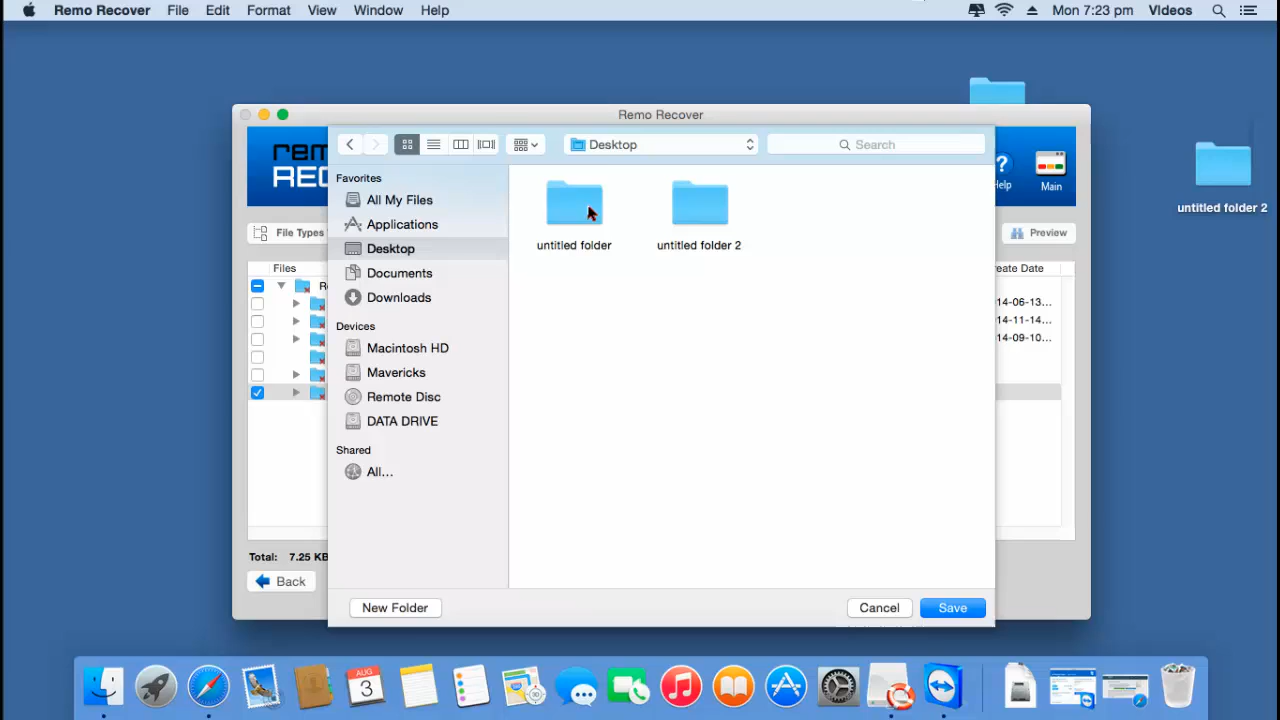 Remo Recover File Edit Format View Window Help Mon 7:23 pm Videos
Remo Recover
rem
REC
Help
Main
Desktop
Search
Favorites
All My Files
Applications
Desktop
Documents
Downloads
Devices
Macintosh HD
Mavericks
Remote Disc
DATA DRIVE
Shared
All...
untitled folder
untitled folder 2
untitled folder 2
File Types
Preview
Files
eate Date
R
14-06-13...
14-11-14...
14-09-10...
Total: 7.25 KB
Back
New Folder
Cancel
Save
AUG
3